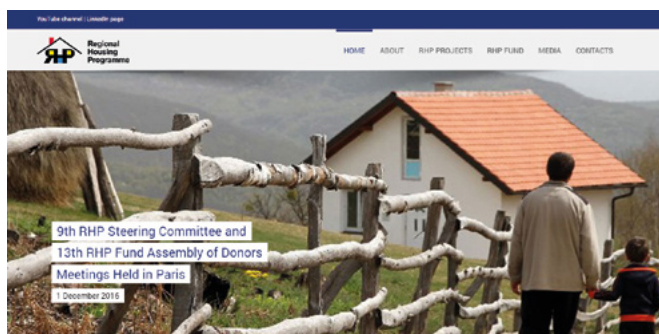 YouTube channel | LinkedIn page
RHP
Regional
Housing
Programme
HOME ABOUT RHP PROJECTS RHP FUND MEDIA CONTACTS
9th RHP Steering Committee and
13th RHP Fund Assembly of Donors
Meetings Held in Paris
1 December 2016